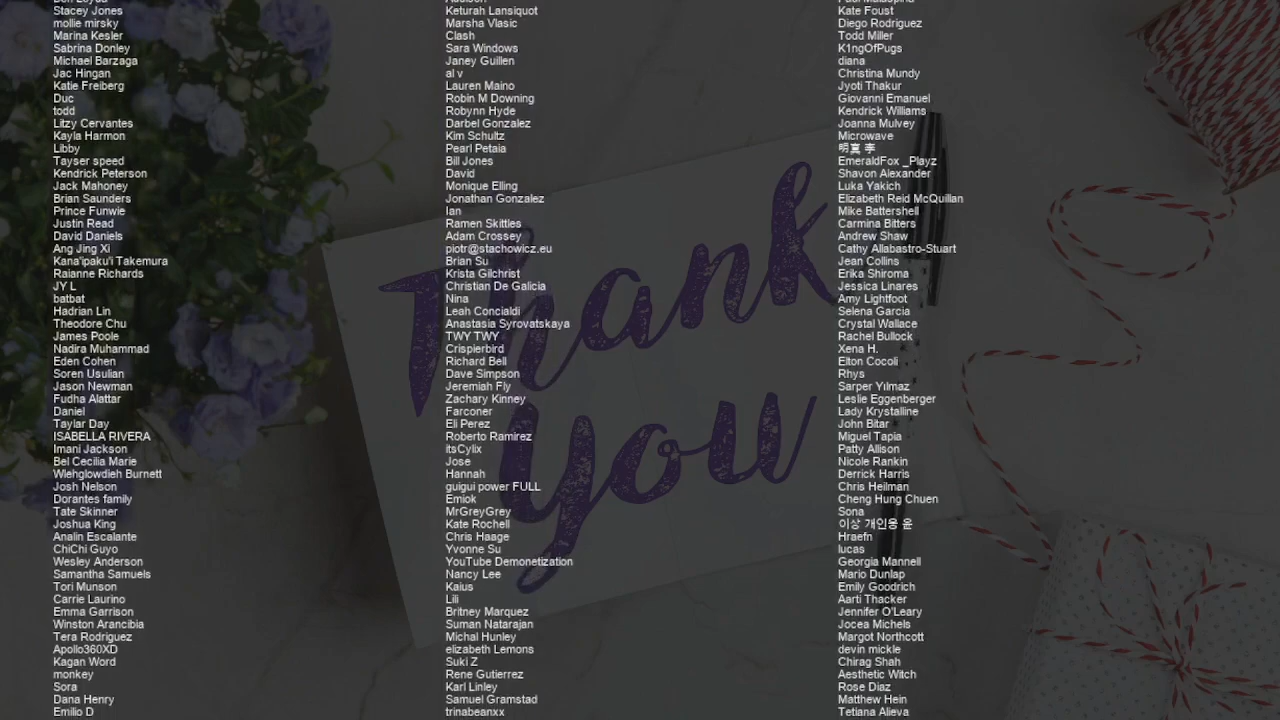 Stacey Jones
mollie mirsky
Marina Kesler
Sabrina Donley
Michael Barzaga
Jac Hingan
Katie Freiberg
Duc
todd
Litzy Cervantes
Kayla Harmon
Libby
Tayser speed
Kendrick Peterson
Jack Mahoney
Brian Saunders
Prince Funwie
Justin Read
David Daniels
Ang Jing Xi
Kana'ipaku'i Takemura
Raianne Richards
JY L
batbat
Hadrian Lin
Theodore Chu
James Poole
Nadira Muhammad
Eden Cohen
Soren Usulian
Jason Newman
Fudha Alattar
Daniel
Taylar Day
ISABELLA RIVERA
Imani Jackson
Bel Cecilia Marie
Wlehglowdieh Burnett
Josh Nelson
Dorantes family
Tate Skinner
Joshua King
Analin Escalante
ChiChi Guyo
Wesley Anderson
Samantha Samuels
Tori Munson
Carrie Laurino
Emma Garrison
Winston Arancibia
Tera Rodriguez
Apollo360XD
Kagan Word
monkey
Sora
Dana Henry
Emilio D
Keturah Lansiquot
Marsha Vlasic
Clash
Sara Windows
Janey Guillen
al v
Lauren Maino
Robin M Downing
Robynn Hyde
Darbel Gonzalez
Kim Schultz
Pearl Petaia
Bill Jones
David
Monique Elling
Jonathan Gonzalez
Ian
Ramen Skittles
Adam Crossey
piotr@stachowicz.eu
Brian Su
Krista Gilchrist
Christian De Galicia
Nina
Leah Concialdi
Anastasia Syrovatskaya
TWY TWY
Crispierbird
Richard Bell
Dave Simpson
Jeremiah Fly
Zachary Kinney
Farconer
Eli Perez
Roberto Ramirez
itsCylix
Jose
Hannah
guigui power FULL
Emiok
MrGreyGrey
Kate Rochell
Chris Haage
Yvonne Su
YouTube Demonetization
Nancy Lee
Kaius
Lili
Britney Marquez
Suman Natarajan
Michal Hunley
elizabeth Lemons
Suki Z
Rene Gutierrez
Karl Linley
Samuel Gramstad
trinabeanxx
Kate Foust
Diego Rodriguez
Todd Miller
K1ngOfPugs
diana
Christina Mundy
Jyoti Thakur
Giovanni Emanuel
Kendrick Williams
Joanna Mulvey
Microwave
明真 李
EmeraldFox _Playz
Shavon Alexander
Luka Yakich
Elizabeth Reid McQuillan
Mike Battershell
Carmina Bitters
Andrew Shaw
Cathy Allabastro-Stuart
Jean Collins
Erika Shiroma
Jessica Linares
Amy Lightfoot
Selena Garcia
Crystal Wallace
Rachel Bullock
Xena H.
Elton Cocoli
Rhys
Sarper Yılmaz
Leslie Eggenberger
Lady Krystalline
John Bitar
Miguel Tapia
Patty Allison
Nicole Rankin
Derrick Harris
Chris Heilman
Cheng Hung Chuen
Sona
이상 개인용 윤
Hraefn
lucas
Georgia Mannell
Mario Dunlap
Emily Goodrich
Aarti Thacker
Jennifer O'Leary
Jocea Michels
Margot Northcott
devin mickle
Chirag Shah
Aesthetic Witch
Rose Diaz
Matthew Hein
Tetiana Alieva
Thank
you